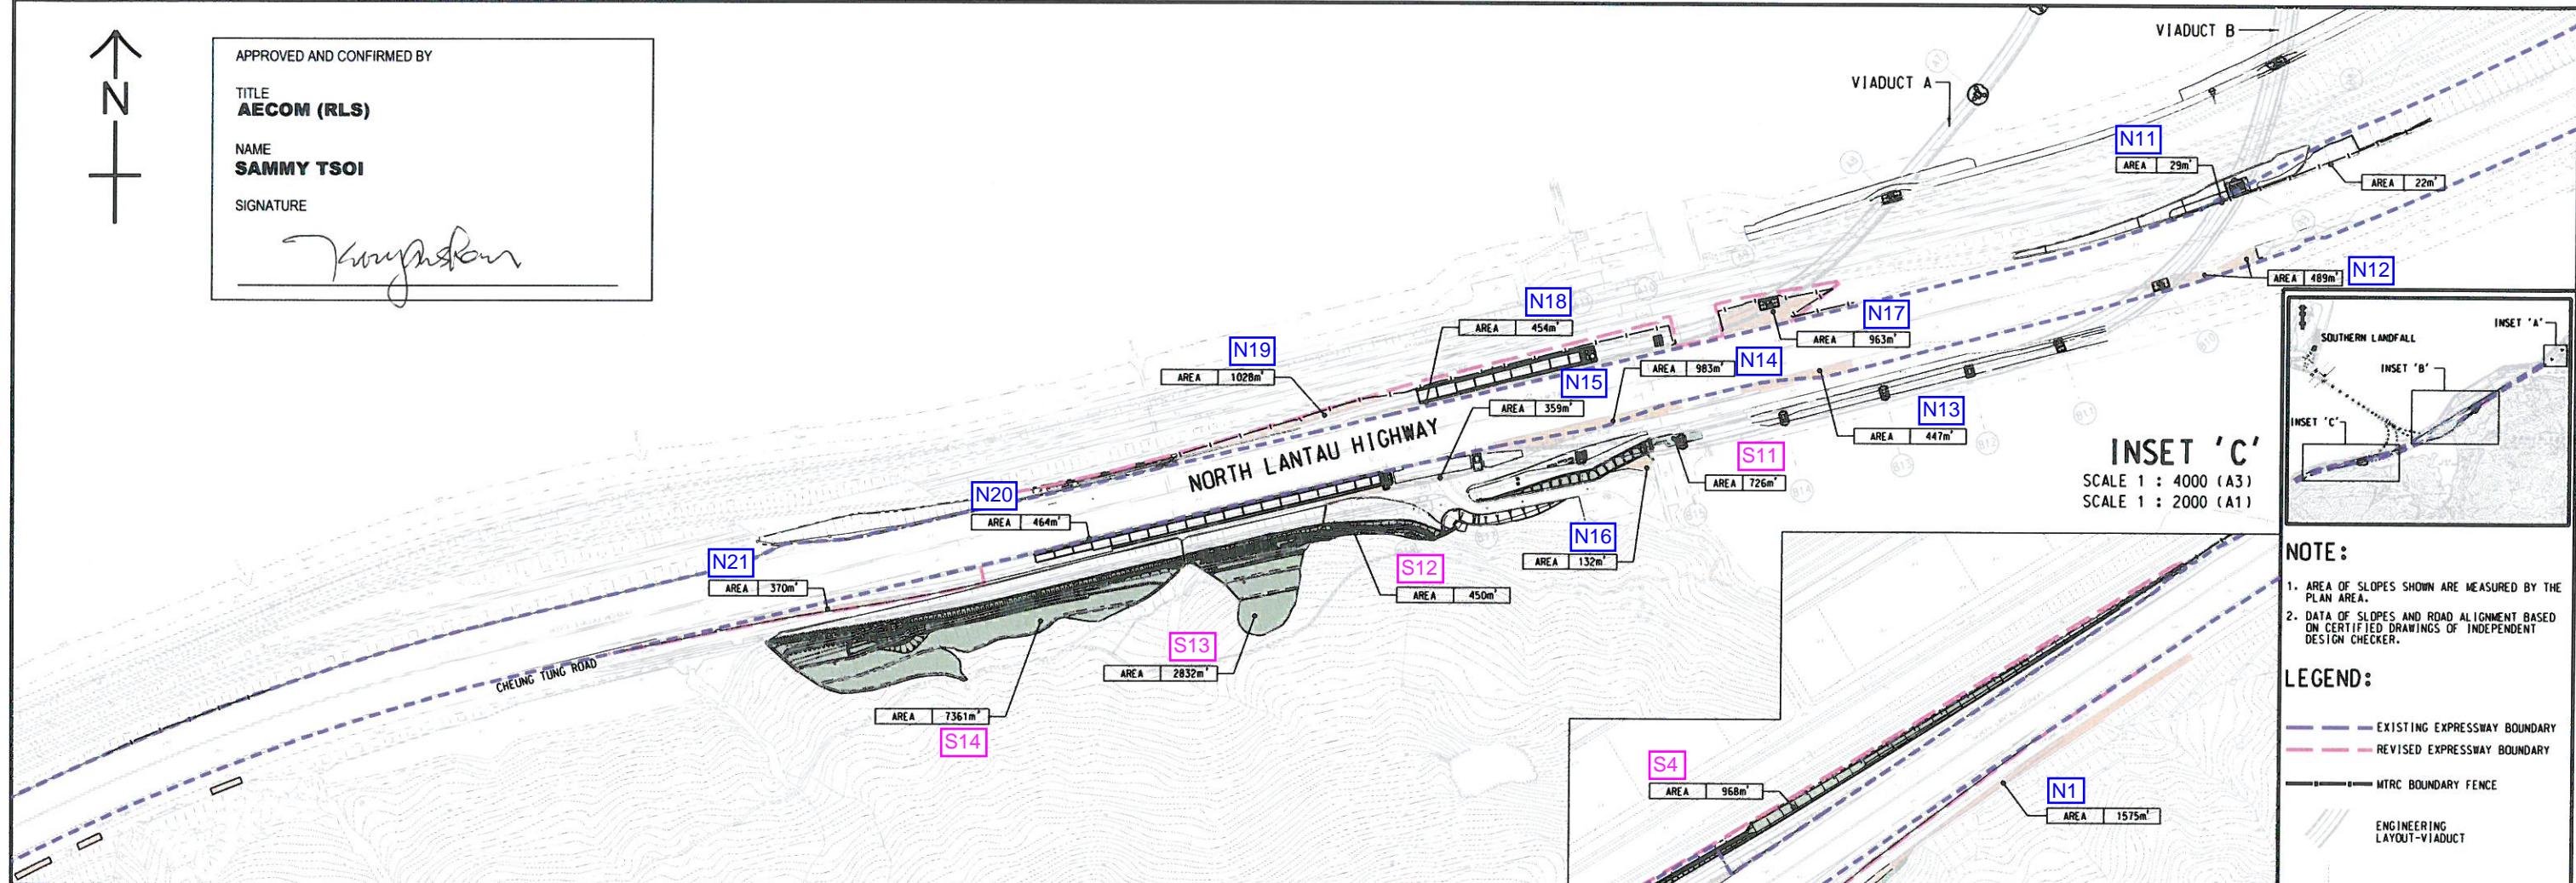 N
APPROVED AND CONFIRMED BY
TITLE
AECOM (RLS)
NAME
SAMMY TSOI
SIGNATURE
VIADUCT B
VIADUCT A
N11
AREA 29m²
AREA 22m²
AREA 489m² N12
N18
AREA 454m²
N17
AREA 963m²
N19
AREA 1028m²
AREA 983m² N14
N15
AREA 359m²
N13
AREA 447m²
NORTH LANTAU HIGHWAY
S11
AREA 726m²
N20
AREA 464m²
N16
AREA 132m²
N21
AREA 370m²
S12
AREA 450m²
S13
AREA 2832m²
CHEUNG TUNG ROAD
AREA 7361m²
S14
INSET 'C'
SCALE 1 : 4000 (A3)
SCALE 1 : 2000 (A1)
S4
AREA 968m²
N1
AREA 1575m²
INSET 'A'
SOUTHERN LANDFALL
INSET 'B'
INSET 'C'
NOTE:
1. AREA OF SLOPES SHOWN ARE MEASURED BY THE
PLAN AREA.
2. DATA OF SLOPES AND ROAD ALIGNMENT BASED
ON CERTIFIED DRAWINGS OF INDEPENDENT
DESIGN CHECKER.
LEGEND:
EXISTING EXPRESSWAY BOUNDARY
REVISED EXPRESSWAY BOUNDARY
MTRC BOUNDARY FENCE
ENGINEERING
LAYOUT-VIADUCT